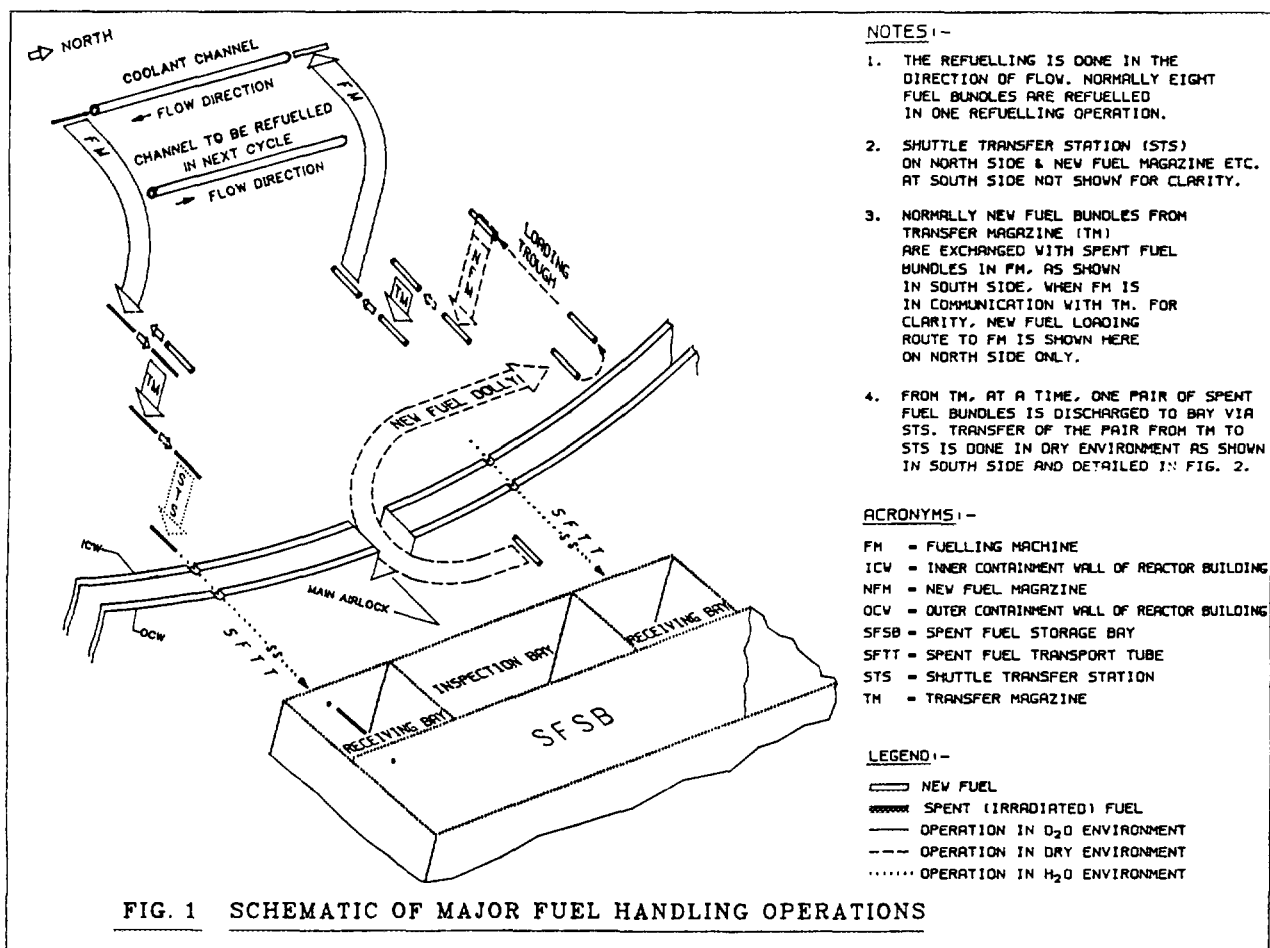 NORTH
COOLANT CHANNEL
FLOW DIRECTION
CHANNEL TO BE REFUELLED
IN NEXT CYCLE
FLOW DIRECTION
FM
FM
TM
STS
TM
NFM
LOADING
TROUGH
NEW FUEL DOLLY
ICW
OCW
MAIN AIRLOCK
SS
SFTT
SS
SFTT
RECEIVING BAY
INSPECTION BAY
RECEIVING BAY
SFSB
NOTES:-
1. THE REFUELLING IS DONE IN THE
DIRECTION OF FLOW. NORMALLY EIGHT
FUEL BUNDLES ARE REFUELLED
IN ONE REFUELLING OPERATION.
2. SHUTTLE TRANSFER STATION (STS)
ON NORTH SIDE & NEW FUEL MAGAZINE ETC.
AT SOUTH SIDE NOT SHOWN FOR CLARITY.
3. NORMALLY NEW FUEL BUNDLES FROM
TRANSFER MAGAZINE (TM)
ARE EXCHANGED WITH SPENT FUEL
BUNDLES IN FM, AS SHOWN
IN SOUTH SIDE, WHEN FM IS
IN COMMUNICATION WITH TM. FOR
CLARITY, NEW FUEL LOADING
ROUTE TO FM IS SHOWN HERE
ON NORTH SIDE ONLY.
4. FROM TM, AT A TIME, ONE PAIR OF SPENT
FUEL BUNDLES IS DISCHARGED TO BAY VIA
STS. TRANSFER OF THE PAIR FROM TM TO
STS IS DONE IN DRY ENVIRONMENT AS SHOWN
IN SOUTH SIDE AND DETAILED IN FIG. 2.
ACRONYMS:-
FM = FUELLING MACHINE
ICW = INNER CONTAINMENT WALL OF REACTOR BUILDING
NFM = NEW FUEL MAGAZINE
OCW = OUTER CONTAINMENT WALL OF REACTOR BUILDING
SFSB = SPENT FUEL STORAGE BAY
SFTT = SPENT FUEL TRANSPORT TUBE
STS = SHUTTLE TRANSFER STATION
TM = TRANSFER MAGAZINE
LEGEND:-
NEW FUEL
SPENT (IRRADIATED) FUEL
OPERATION IN D₂O ENVIRONMENT
OPERATION IN DRY ENVIRONMENT
OPERATION IN H₂O ENVIRONMENT
FIG. 1 SCHEMATIC OF MAJOR FUEL HANDLING OPERATIONS